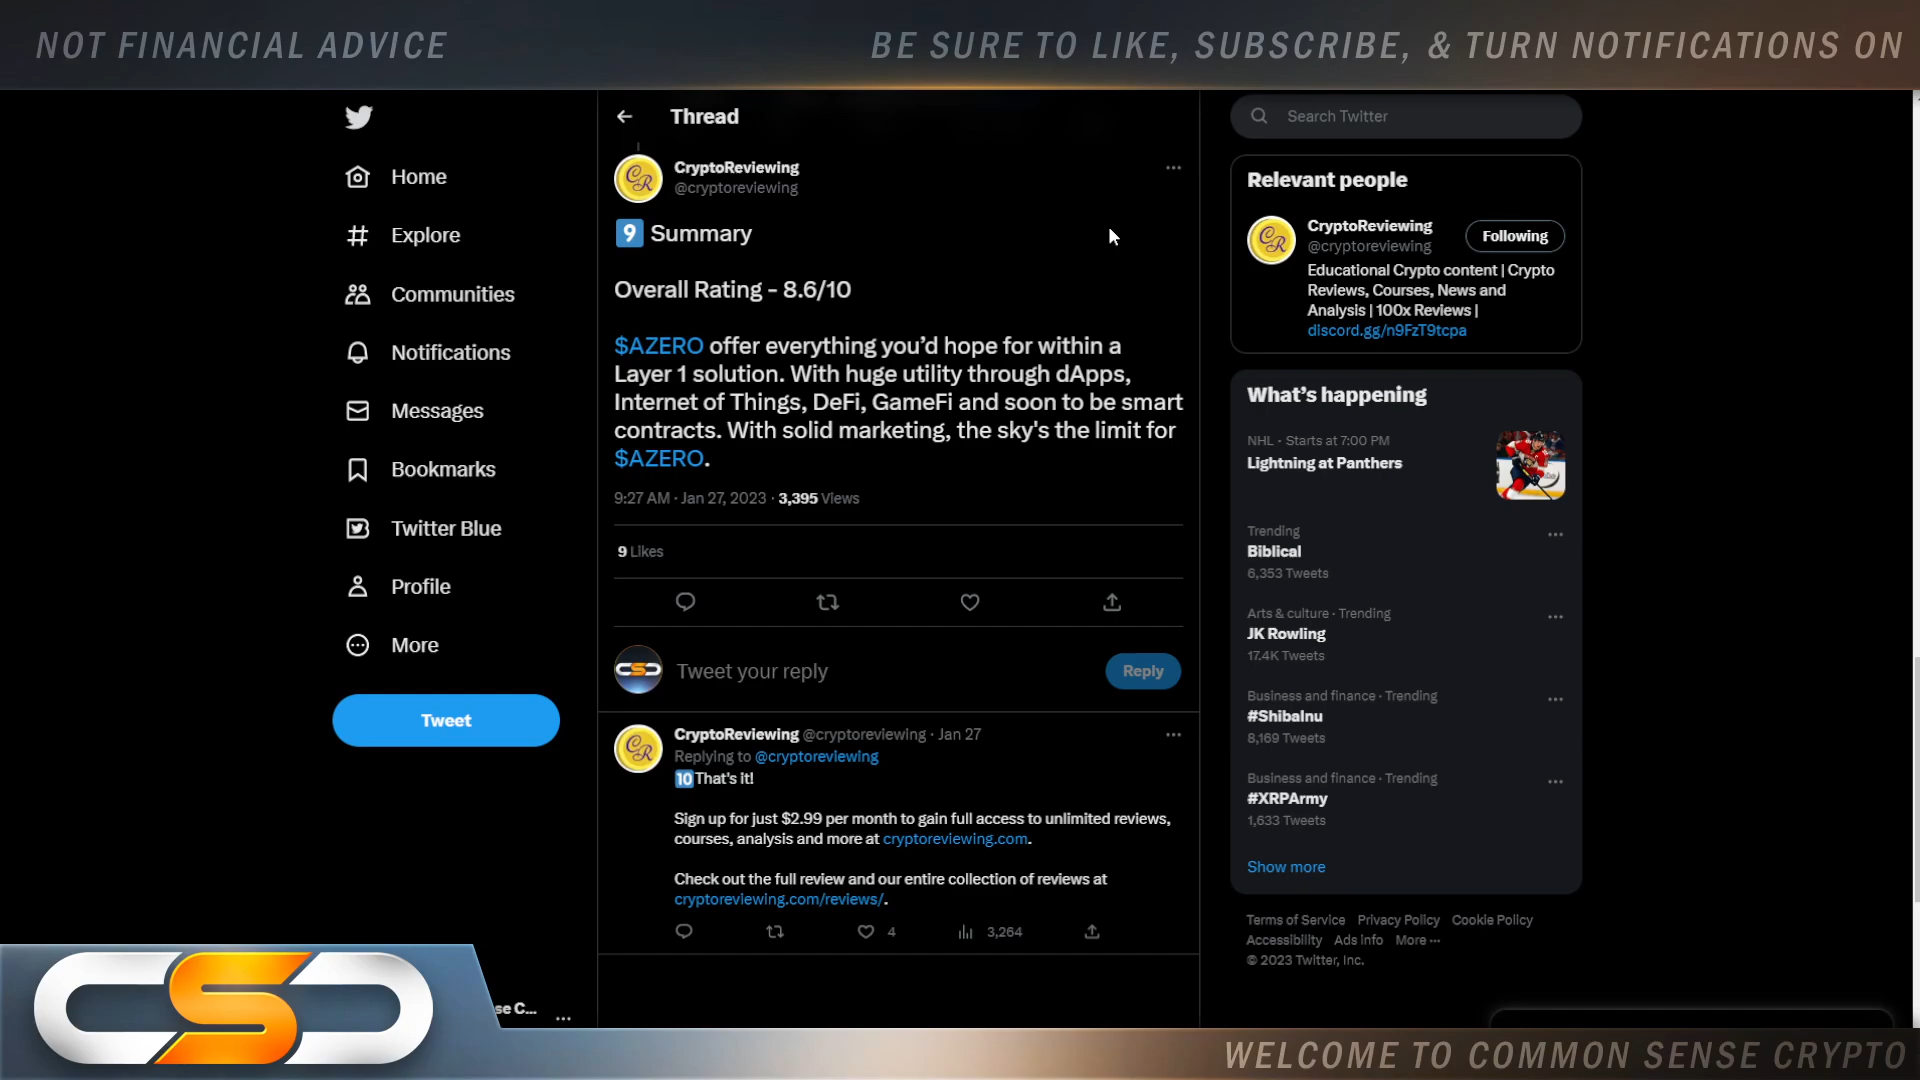 NOT FINANCIAL ADVICE
BE SURE TO LIKE, SUBSCRIBE, & TURN NOTIFICATIONS ON
Home
Explore
Communities
Notifications
Messages
Bookmarks
Twitter Blue
Profile
More
Tweet
se C...
Thread
CryptoReviewing
@cryptoreviewing
9 Summary
Overall Rating - 8.6/10
$AZERO offer everything you’d hope for within a
Layer 1 solution. With huge utility through dApps,
Internet of Things, DeFi, GameFi and soon to be smart
contracts. With solid marketing, the sky's the limit for
$AZERO.
9:27 AM · Jan 27, 2023 · 3,395 Views
9 Likes
Tweet your reply
Reply
CryptoReviewing @cryptoreviewing · Jan 27
Replying to @cryptoreviewing
10 That's it!
Sign up for just $2.99 per month to gain full access to unlimited reviews,
courses, analysis and more at cryptoreviewing.com.
Check out the full review and our entire collection of reviews at
cryptoreviewing.com/reviews/.
4
3,264
Search Twitter
Relevant people
CryptoReviewing
@cryptoreviewing
Following
Educational Crypto content | Crypto
Reviews, Courses, News and
Analysis | 100x Reviews |
discord.gg/n9FzT9tcpa
What’s happening
NHL · Starts at 7:00 PM
Lightning at Panthers
Trending
Biblical
6,353 Tweets
Arts & culture · Trending
JK Rowling
17.4K Tweets
Business and finance · Trending
#ShibaInu
8,169 Tweets
Business and finance · Trending
#XRPArmy
1,633 Tweets
Show more
Terms of Service Privacy Policy Cookie Policy
Accessibility Ads info More ...
© 2023 Twitter, Inc.
CSC
WELCOME TO COMMON SENSE CRYPTO